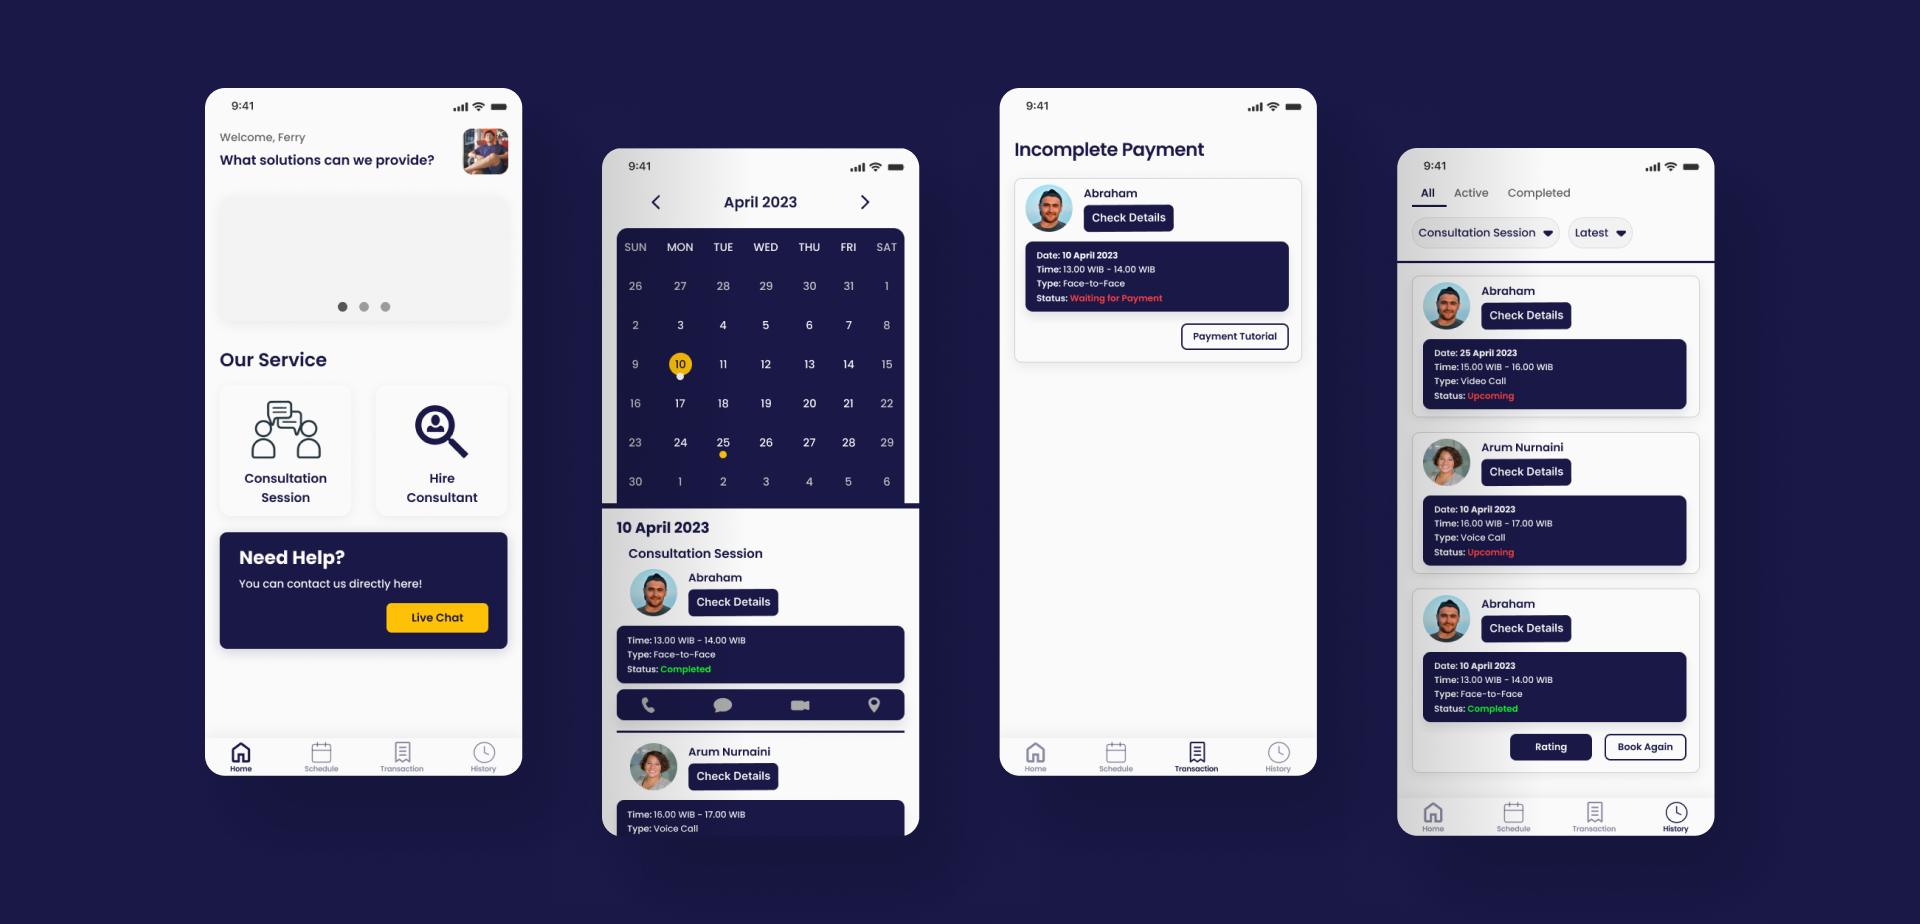 9:41
Welcome, Ferry
What solutions can we provide?
Our Service
Consultation
Session
Hire
Consultant
Need Help?
You can contact us directly here!
Live Chat
Home Schedule Transaction History
9:41
April 2023
SUN MON TUE WED THU FRI SAT
26 27 28 29 30 31 1
2 3 4 5 6 7 8
9 10 11 12 13 14 15
16 17 18 19 20 21 22
23 24 25 26 27 28 29
30 1 2 3 4 5 6
10 April 2023
Consultation Session
Abraham
Check Details
Time: 13.00 WIB - 14.00 WIB
Type: Face-to-Face
Status: Completed
Arum Nurnaini
Check Details
Time: 16.00 WIB - 17.00 WIB
Type: Voice Call
9:41
Incomplete Payment
Abraham
Check Details
Date: 10 April 2023
Time: 13.00 WIB - 14.00 WIB
Type: Face-to-Face
Status: Waiting for Payment
Payment Tutorial
Home Schedule Transaction History
9:41
All Active Completed
Consultation Session Latest
Abraham
Check Details
Date: 25 April 2023
Time: 15.00 WIB - 16.00 WIB
Type: Video Call
Status: Upcoming
Arum Nurnaini
Check Details
Date: 10 April 2023
Time: 16.00 WIB - 17.00 WIB
Type: Voice Call
Status: Upcoming
Abraham
Check Details
Date: 10 April 2023
Time: 13.00 WIB - 14.00 WIB
Type: Face-to-Face
Status: Completed
Rating Book Again
Home Schedule Transaction History